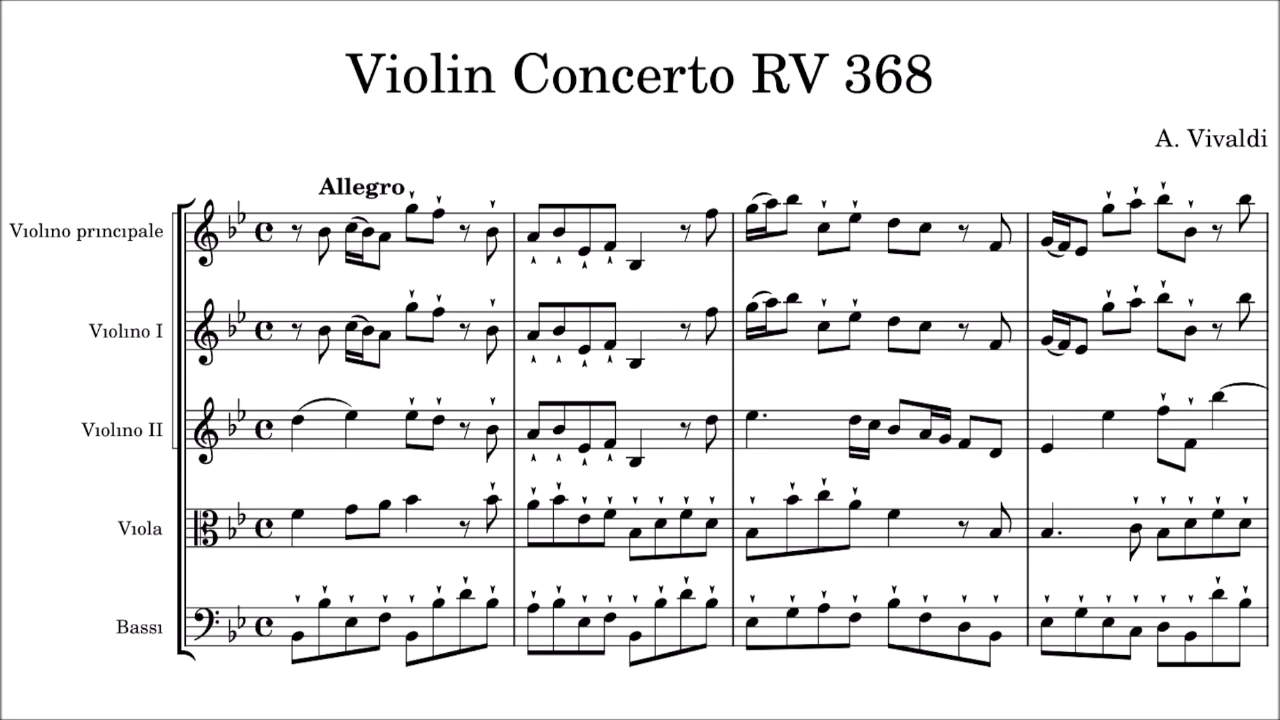 Violin Concerto RV 368
A. Vivaldi
Allegro
Violino principale
Violino I
Violino II
Viola
Bassi